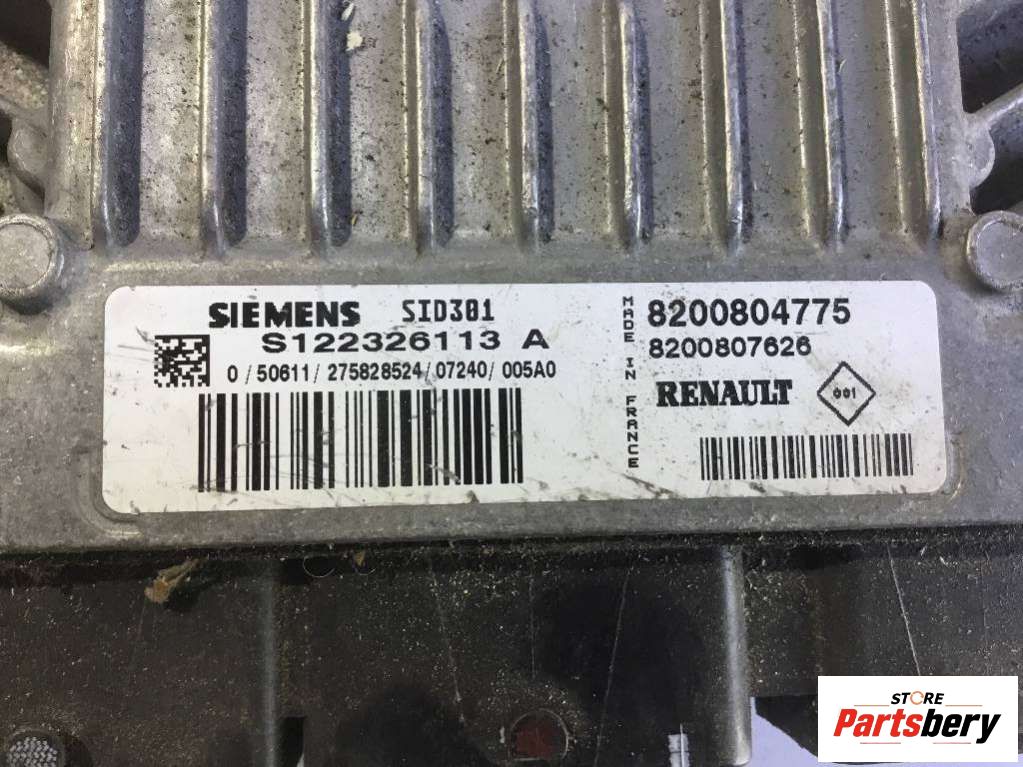 SIEMENS SID301
S122326113 A
0 / 50611 / 275828524 / 07240 / 005A0
MADE IN FRANCE
8200804775
8200807626
RENAULT 001
STORE
Partsbery